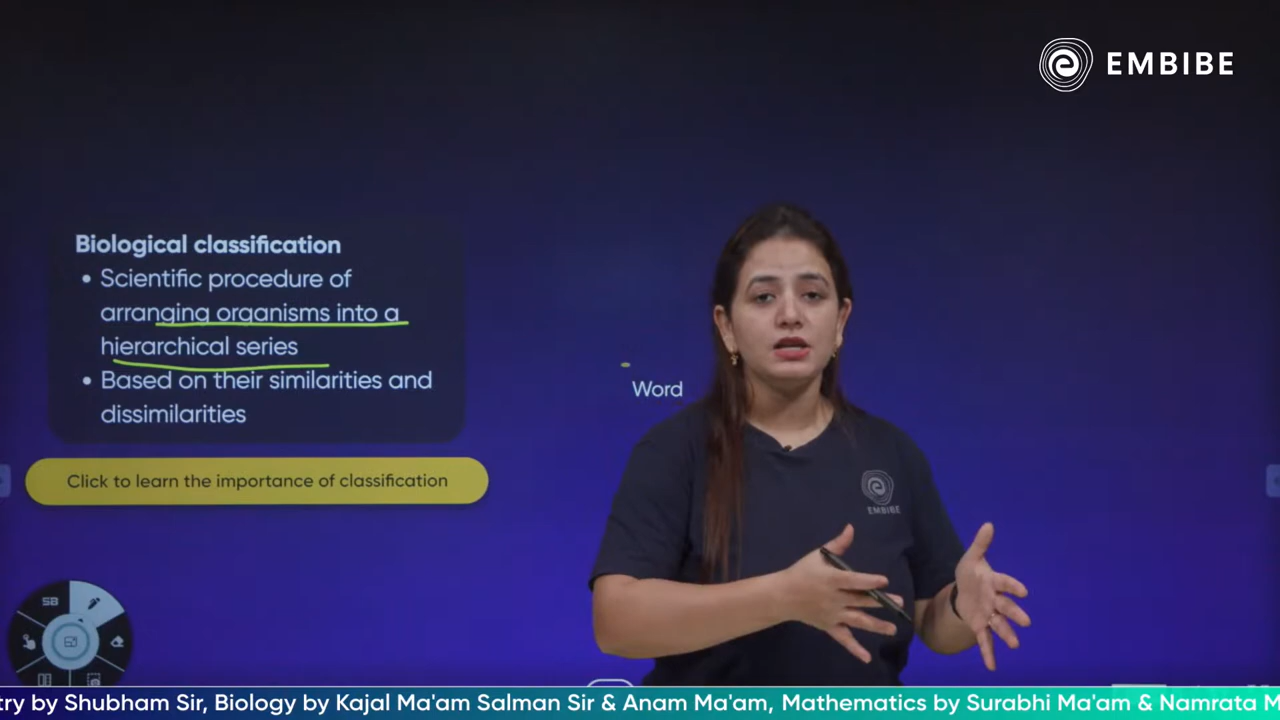 EMBIBE
Biological classification
• Scientific procedure of
arranging organisms into a
hierarchical series
• Based on their similarities and
dissimilarities
Word
Click to learn the importance of classification
EMBIBE
SB
try by Shubham Sir, Biology by Kajal Ma'am Salman Sir & Anam Ma'am, Mathematics by Surabhi Ma'am & Namrata M